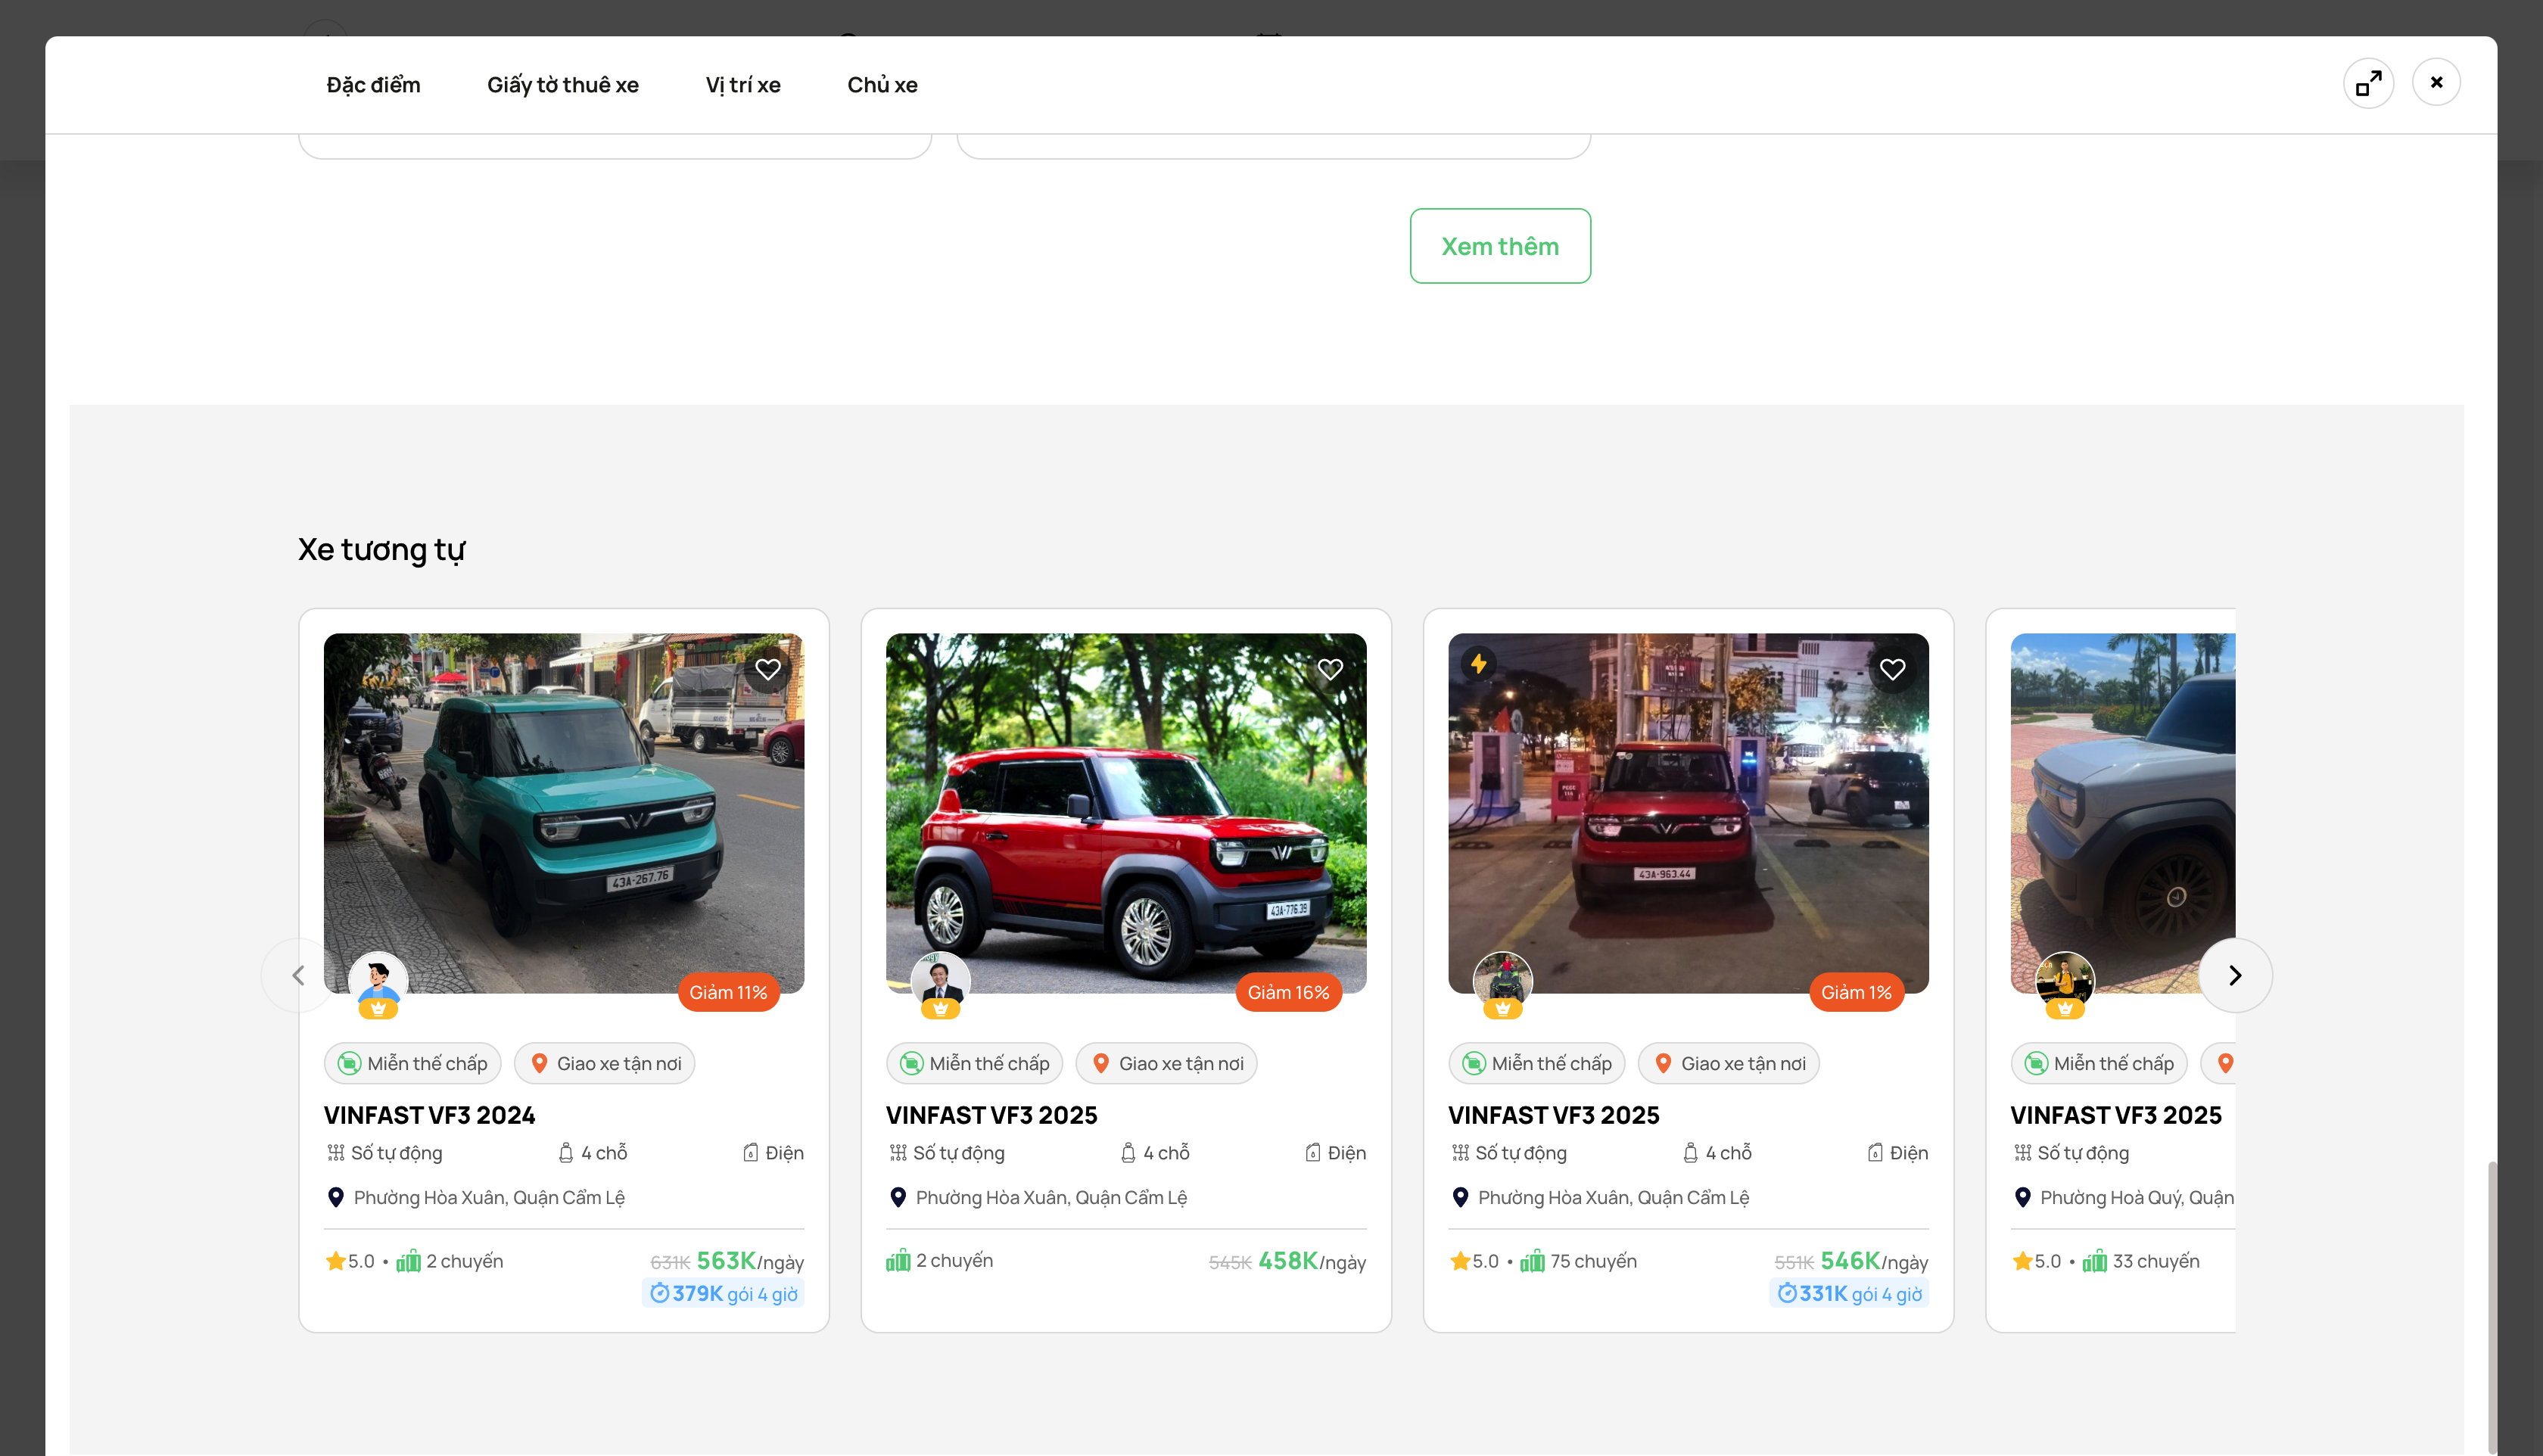 Đặc điểm
Giấy tờ thuê xe
Vị trí xe
Chủ xe
Xem thêm
Xe tương tự
43A-267.76
Giảm 11%
Miễn thế chấp
Giao xe tận nơi
VINFAST VF3 2024
Số tự động
4 chỗ
Điện
Phường Hòa Xuân, Quận Cẩm Lệ
5.0 • 2 chuyến
631K 563K/ngày
379K gói 4 giờ
43A-776.39
Giảm 16%
Miễn thế chấp
Giao xe tận nơi
VINFAST VF3 2025
Số tự động
4 chỗ
Điện
Phường Hòa Xuân, Quận Cẩm Lệ
2 chuyến
545K 458K/ngày
43A-963.44
Giảm 1%
Miễn thế chấp
Giao xe tận nơi
VINFAST VF3 2025
Số tự động
4 chỗ
Điện
Phường Hòa Xuân, Quận Cẩm Lệ
5.0 • 75 chuyến
551K 546K/ngày
331K gói 4 giờ
Miễn thế chấp
VINFAST VF3 2025
Số tự động
Phường Hoà Quý, Quận
5.0 • 33 chuyến